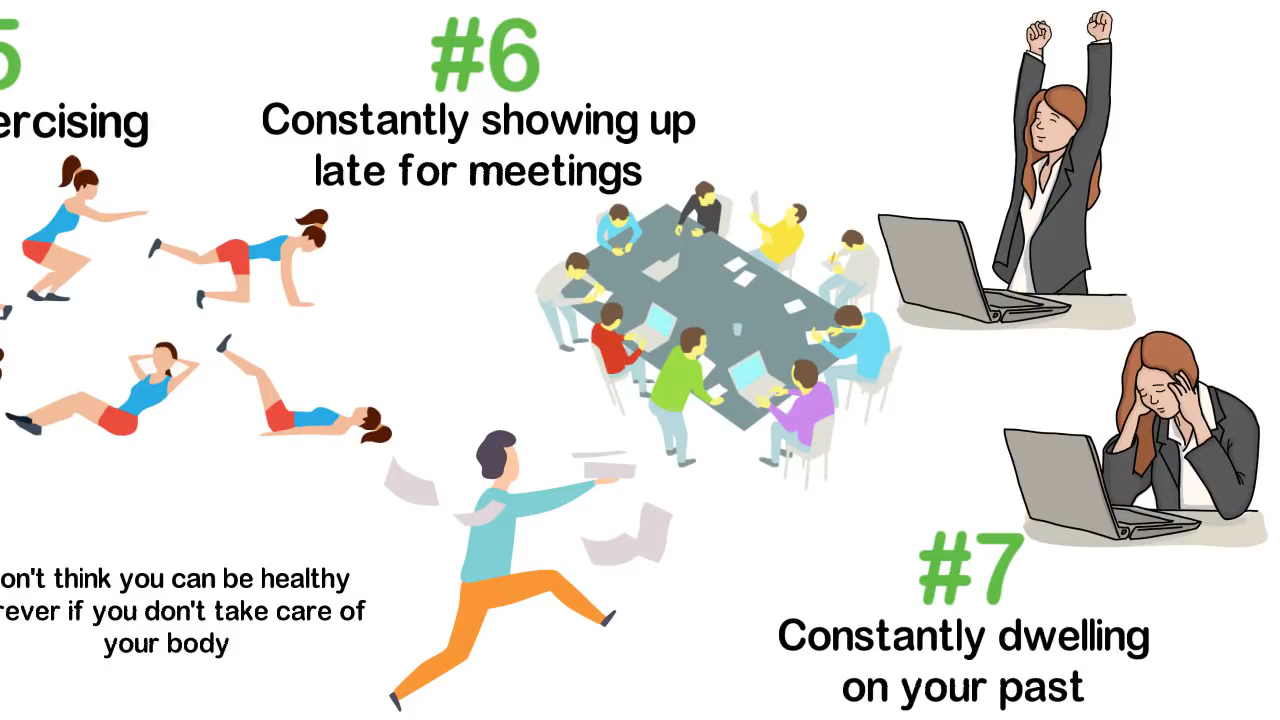 5
ercising
on't think you can be healthy
rever if you don't take care of
your body
#6
Constantly showing up
late for meetings
#7
Constantly dwelling
on your past